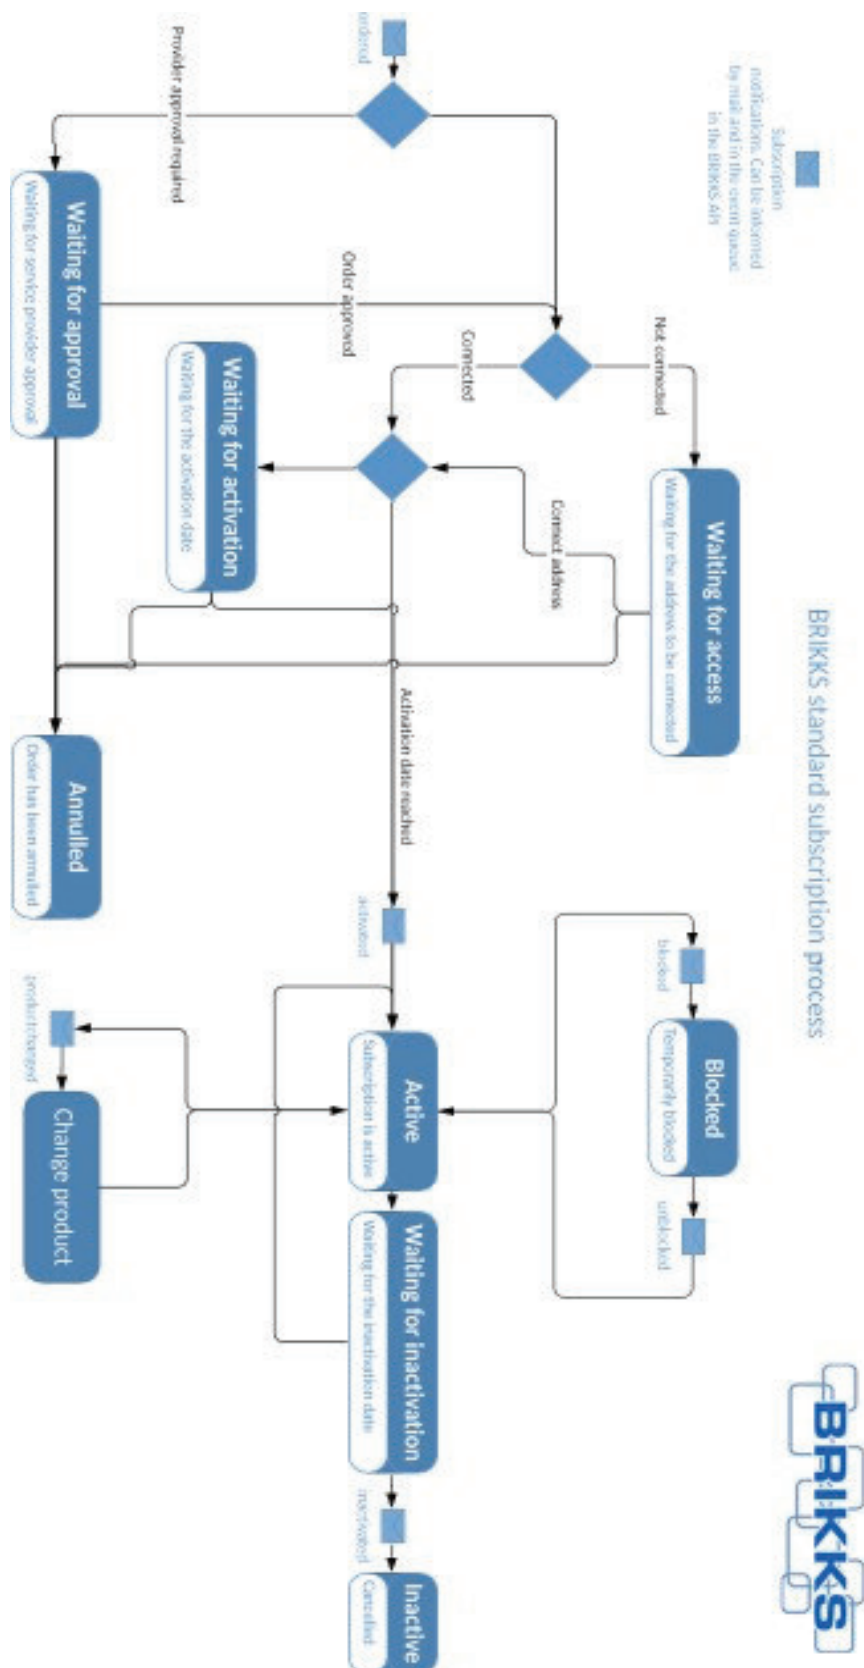 BRIKKS standard subscription process
BRIKKS
Subscription
notifications. Can be informed
by mail and in the event queue
in the BRIKKS API
Not connected
Waiting for access
Waiting for the address to be connected
blocked
Blocked
Temporarily blocked
unblocked
Connected
Connect address
ordered
Order approved
Activation date reached
activated
Active
Subscription is active
Waiting for inactivation
Waiting for the inactivation date
inactivated
Inactive
Cancelled
Waiting for activation
Waiting for the activation date
Provider approval required
Waiting for approval
Waiting for service provider approval
Annulled
Order has been annulled
productchanged
Change product